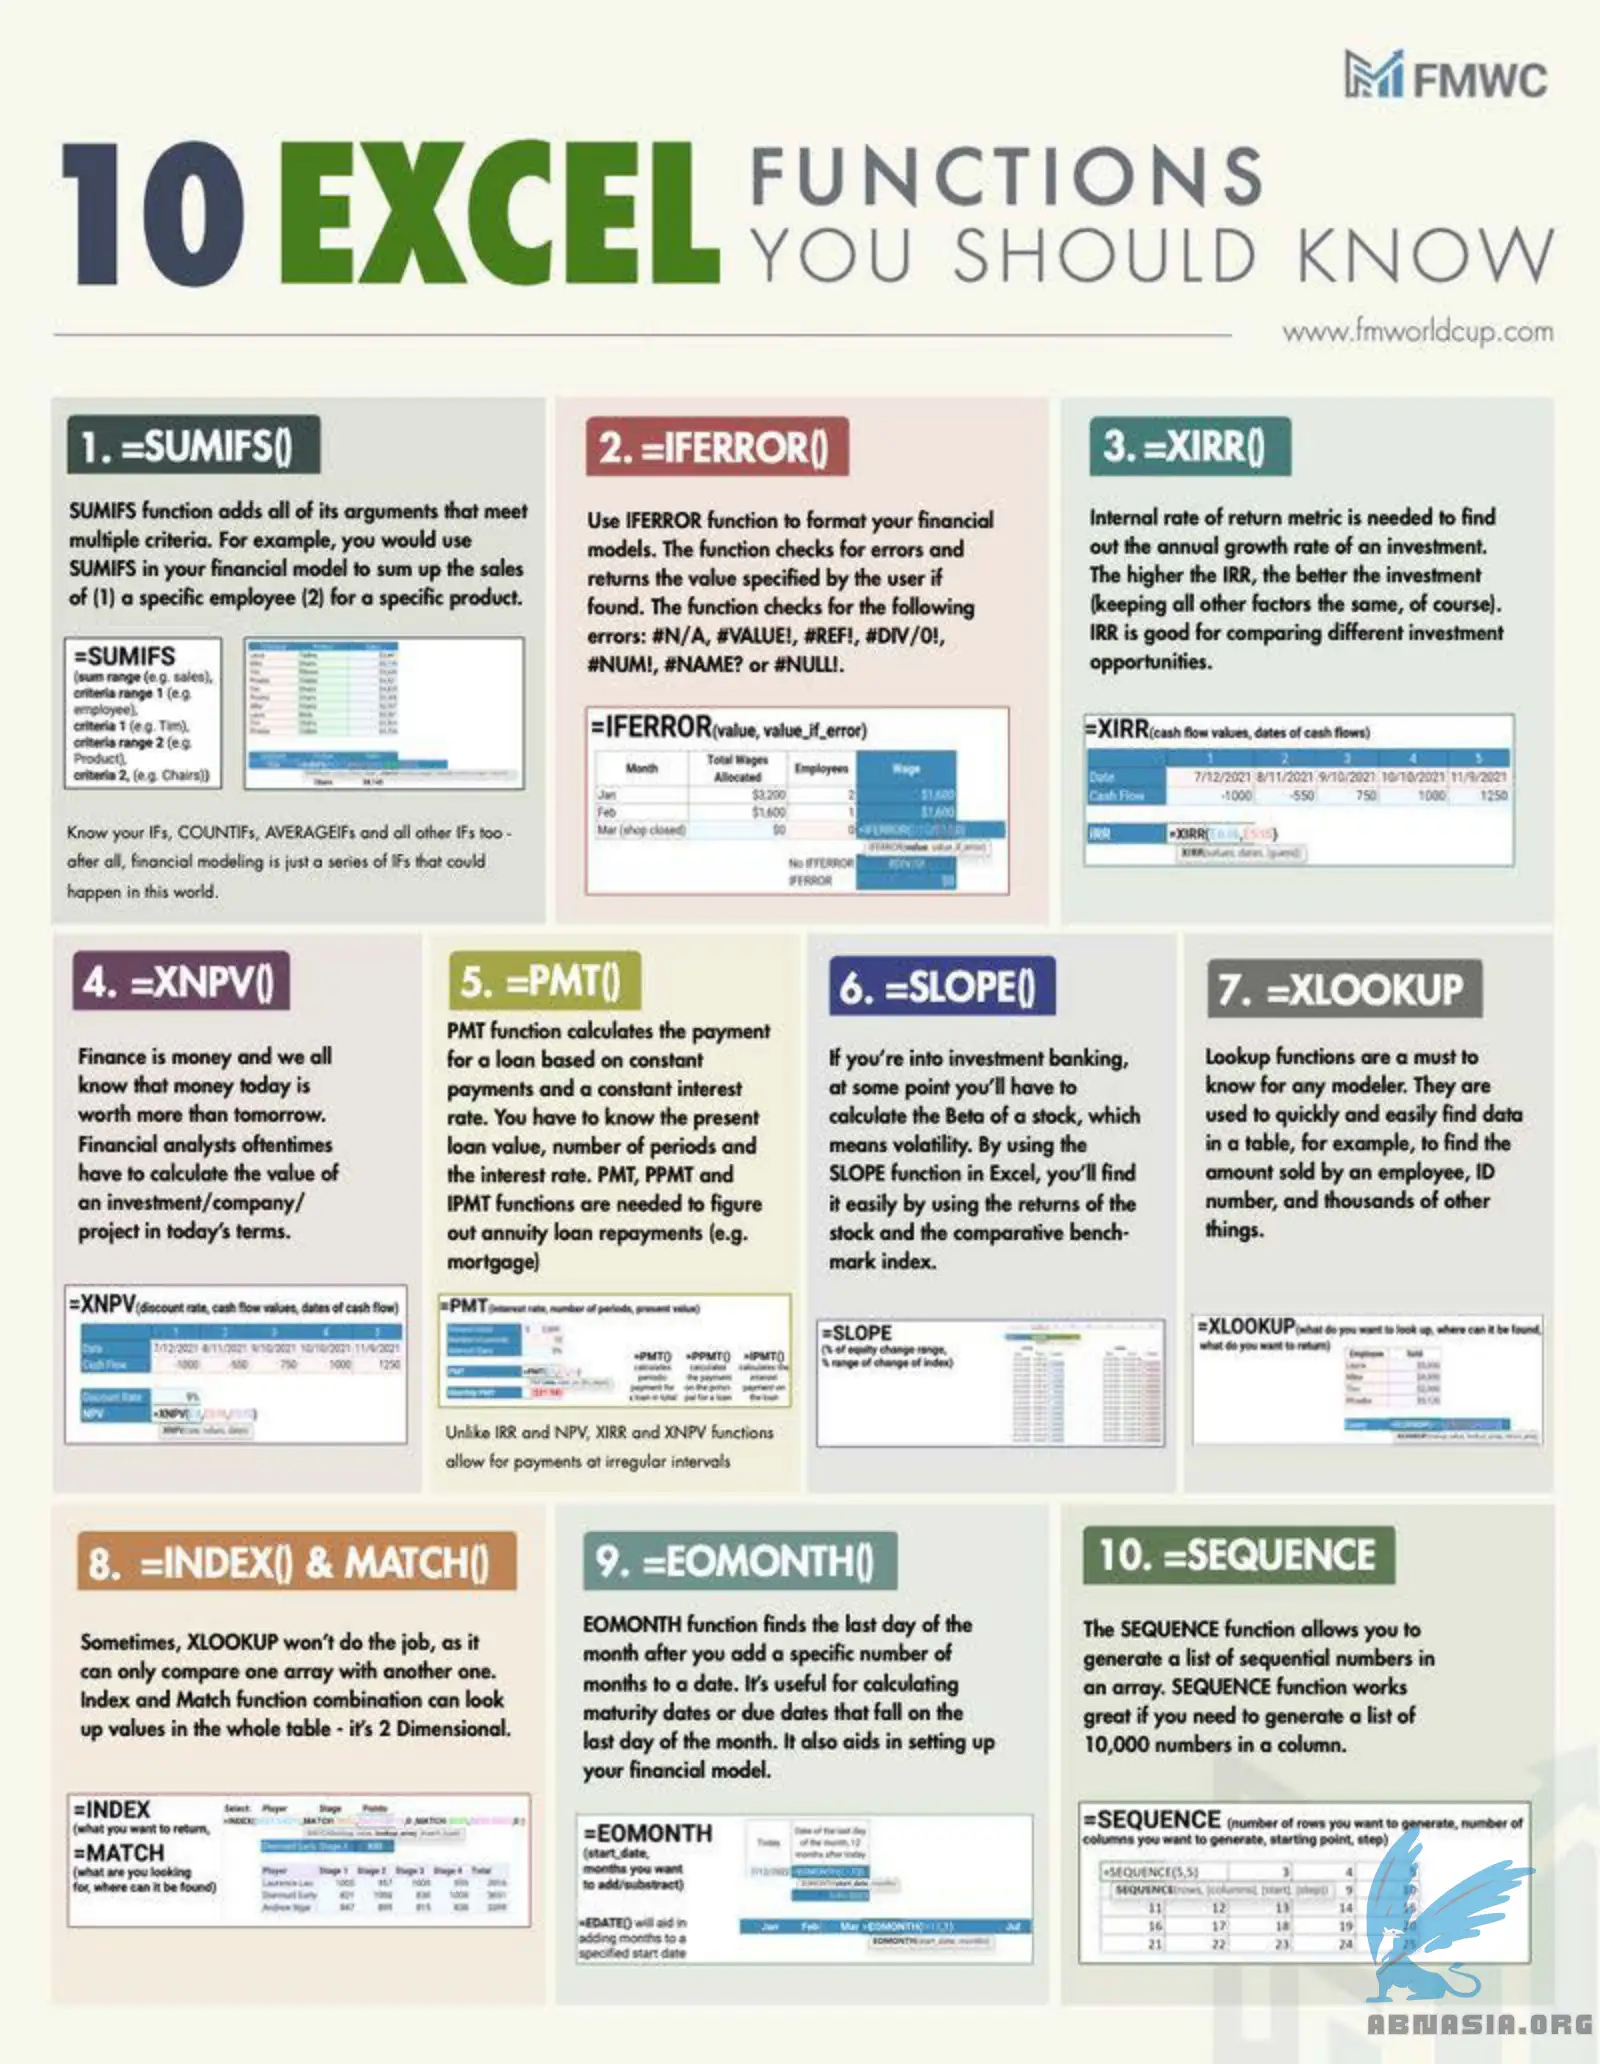 FMWC
10 EXCEL
FUNCTIONS
YOU SHOULD KNOW
www.fmworldcup.com
1. =SUMIFS()
SUMIFS function adds all of its arguments that meet
multiple criteria. For example, you would use
SUMIFS in your financial model to sum up the sales
of (1) a specific employee (2) for a specific product.
=SUMIFS
(sum range (e.g. sales),
criteria range 1 (e.g.
employee),
criteria 1 (e.g. Tim),
criteria range 2 (e.g.
Product),
criteria 2, (e.g. Chairs))
Know your IFs, COUNTIFs, AVERAGEIFs and all other IFs too -
after all, financial modeling is just a series of IFs that could
happen in this world.
2. =IFERROR()
Use IFERROR function to format your financial
models. The function checks for errors and
returns the value specified by the user if
found. The function checks for the following
errors: #N/A, #VALUE!, #REF!, #DIV/0!,
#NUM!, #NAME? or #NULL!.
=IFERROR(value, value_if_error)
Month Total Wages Allocated Employees Wage
Jan $3,200 2 $1,600
Feb $1,600 1 $1,600
Mar (shop closed) $0 0
IFERROR(value, value_if_error)
No IFERROR
IFERROR $0
3. =XIRR()
Internal rate of return metric is needed to find
out the annual growth rate of an investment.
The higher the IRR, the better the investment
(keeping all other factors the same, of course).
IRR is good for comparing different investment
opportunities.
=XIRR(cash flow values, dates of cash flows)
1 2 3 4 5
Date 7/12/2021 8/11/2021 9/10/2021 10/10/2021 11/9/2021
Cash Flow -1000 -550 750 1000 1250
IRR =XIRR(
XIRR(values, dates, [guess])
4. =XNPV()
Finance is money and we all
know that money today is
worth more than tomorrow.
Financial analysts oftentimes
have to calculate the value of
an investment/company/
project in today's terms.
=XNPV(discount rate, cash flow values, dates of cash flow)
1 2 3 4 5
Date 7/12/2021 8/11/2021 9/10/2021 10/10/2021 11/9/2021
Cash Flow -1000 -550 750 1000 1250
Discount Rate 9%
NPV =XNPV(
XNPV(rate, values, dates)
5. =PMT()
PMT function calculates the payment
for a loan based on constant
payments and a constant interest
rate. You have to know the present
loan value, number of periods and
the interest rate. PMT, PPMT and
IPMT functions are needed to figure
out annuity loan repayments (e.g.
mortgage)
=PMT(interest rate, number of periods, present value)
PMT
Monthly PMT
=PMT() calculates periodic payment for a loan in total
=PPMT() calculates the payment on the principal for a loan
=IPMT() calculates the interest payment on the loan
Unlike IRR and NPV, XIRR and XNPV functions
allow for payments at irregular intervals
6. =SLOPE()
If you're into investment banking,
at some point you'll have to
calculate the Beta of a stock, which
means volatility. By using the
SLOPE function in Excel, you'll find
it easily by using the returns of the
stock and the comparative bench-
mark index.
=SLOPE
(% of equity change range,
% range of change of index)
7. =XLOOKUP
Lookup functions are a must to
know for any modeler. They are
used to quickly and easily find data
in a table, for example, to find the
amount sold by an employee, ID
number, and thousands of other
things.
=XLOOKUP(what do you want to look up, where can it be found,
what do you want to return)
Employee Sold
8. =INDEX() & MATCH()
Sometimes, XLOOKUP won't do the job, as it
can only compare one array with another one.
Index and Match function combination can look
up values in the whole table - it's 2 Dimensional.
=INDEX
(what you want to return,
=MATCH
(what are you looking
for, where can it be found)
Select: Player Stage Points
Player Stage 1 Stage 2 Stage 3 Stage 4 Total
9. =EOMONTH()
EOMONTH function finds the last day of the
month after you add a specific number of
months to a date. It's useful for calculating
maturity dates or due dates that fall on the
last day of the month. It also aids in setting up
your financial model.
=EOMONTH
(start_date,
months you want
to add/substract)
=EDATE() will aid in
adding months to a
specified start date
Today
Date of the last day
of the month, 12
months after today
Jan Feb Mar Jul
EOMONTH(start_date, months)
10. =SEQUENCE
The SEQUENCE function allows you to
generate a list of sequential numbers in
an array. SEQUENCE function works
great if you need to generate a list of
10,000 numbers in a column.
=SEQUENCE (number of rows you want to generate, number of
columns you want to generate, starting point, step)
=SEQUENCE(5,5) 3 4 5
SEQUENCE(rows, [columns], [start], [step]) 9 10
11 12 13 14 15
16 17 18 19 20
21 22 23 24 25
ABNASIA.ORG